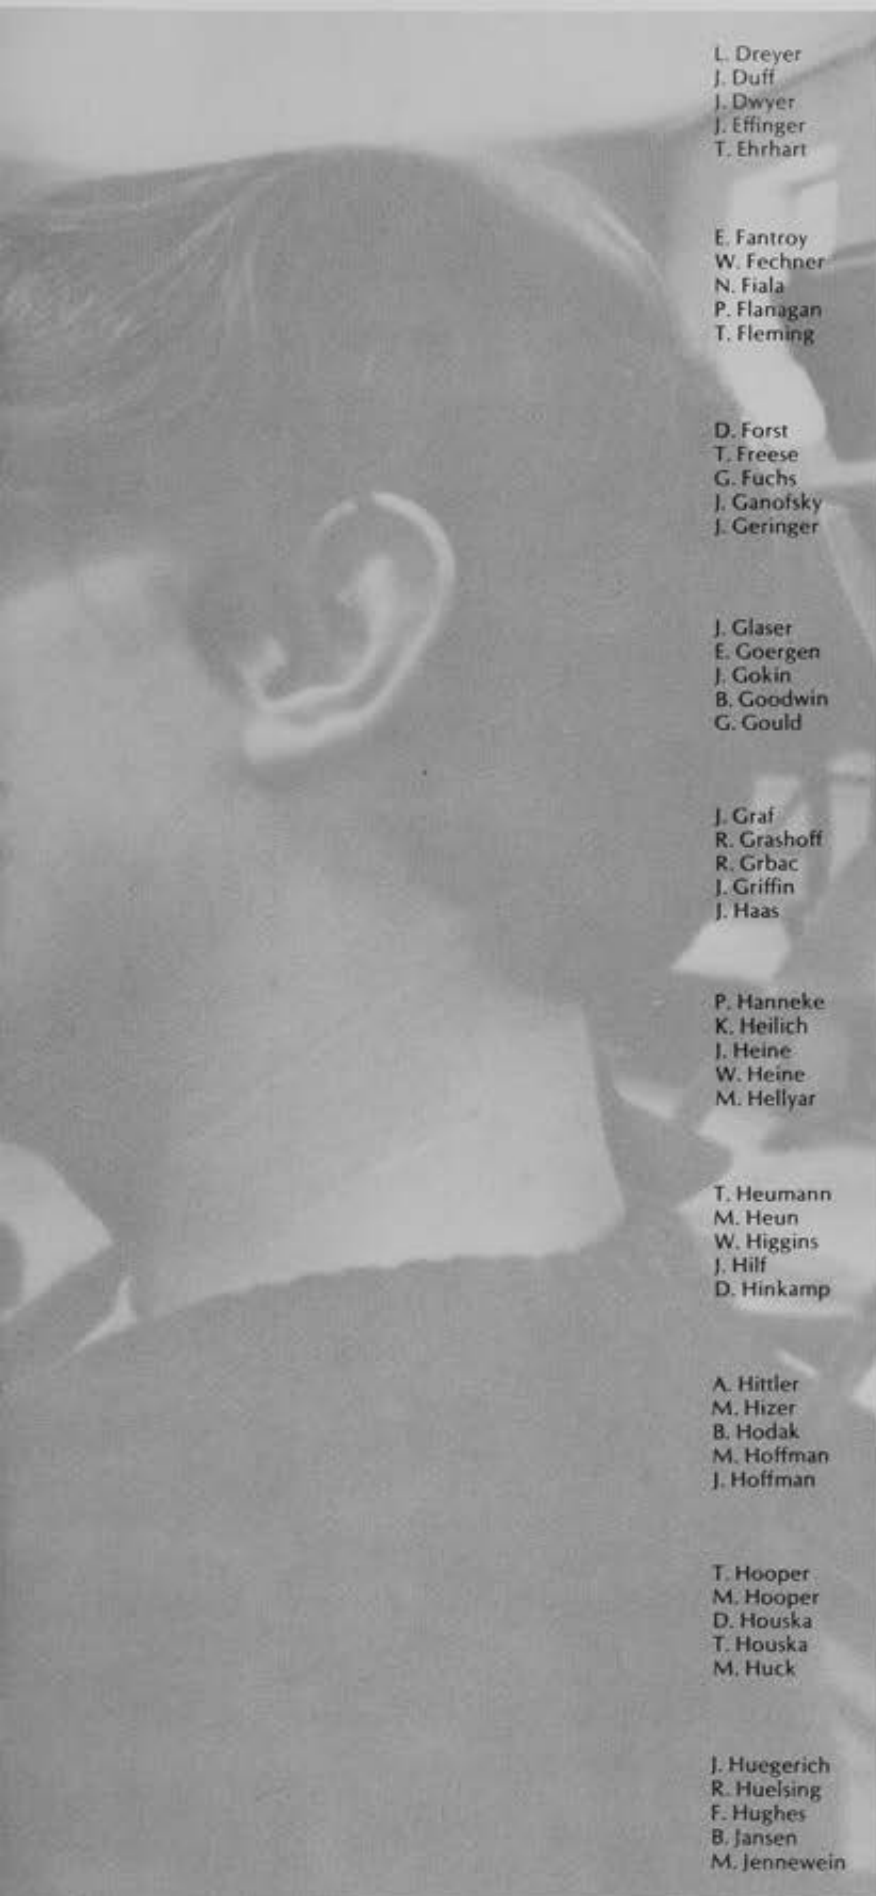 L. Dreyer
J. Duff
J. Dwyer
J. Effinger
T. Ehrhart
E. Fantroy
W. Fechner
N. Fiala
P. Flanagan
T. Fleming
D. Forst
T. Freese
G. Fuchs
J. Ganofsky
J. Geringer
J. Glaser
E. Goergen
J. Gokin
B. Goodwin
G. Gould
J. Graf
R. Grashoff
R. Grbac
J. Griffin
J. Haas
P. Hanneke
K. Heilich
J. Heine
W. Heine
M. Hellyar
T. Heumann
M. Heun
W. Higgins
J. Hilf
D. Hinkamp
A. Hittler
M. Hizer
B. Hodak
M. Hoffman
J. Hoffman
T. Hooper
M. Hooper
D. Houska
T. Houska
M. Huck
J. Huegerich
R. Huelsing
F. Hughes
B. Jansen
M. Jennewein